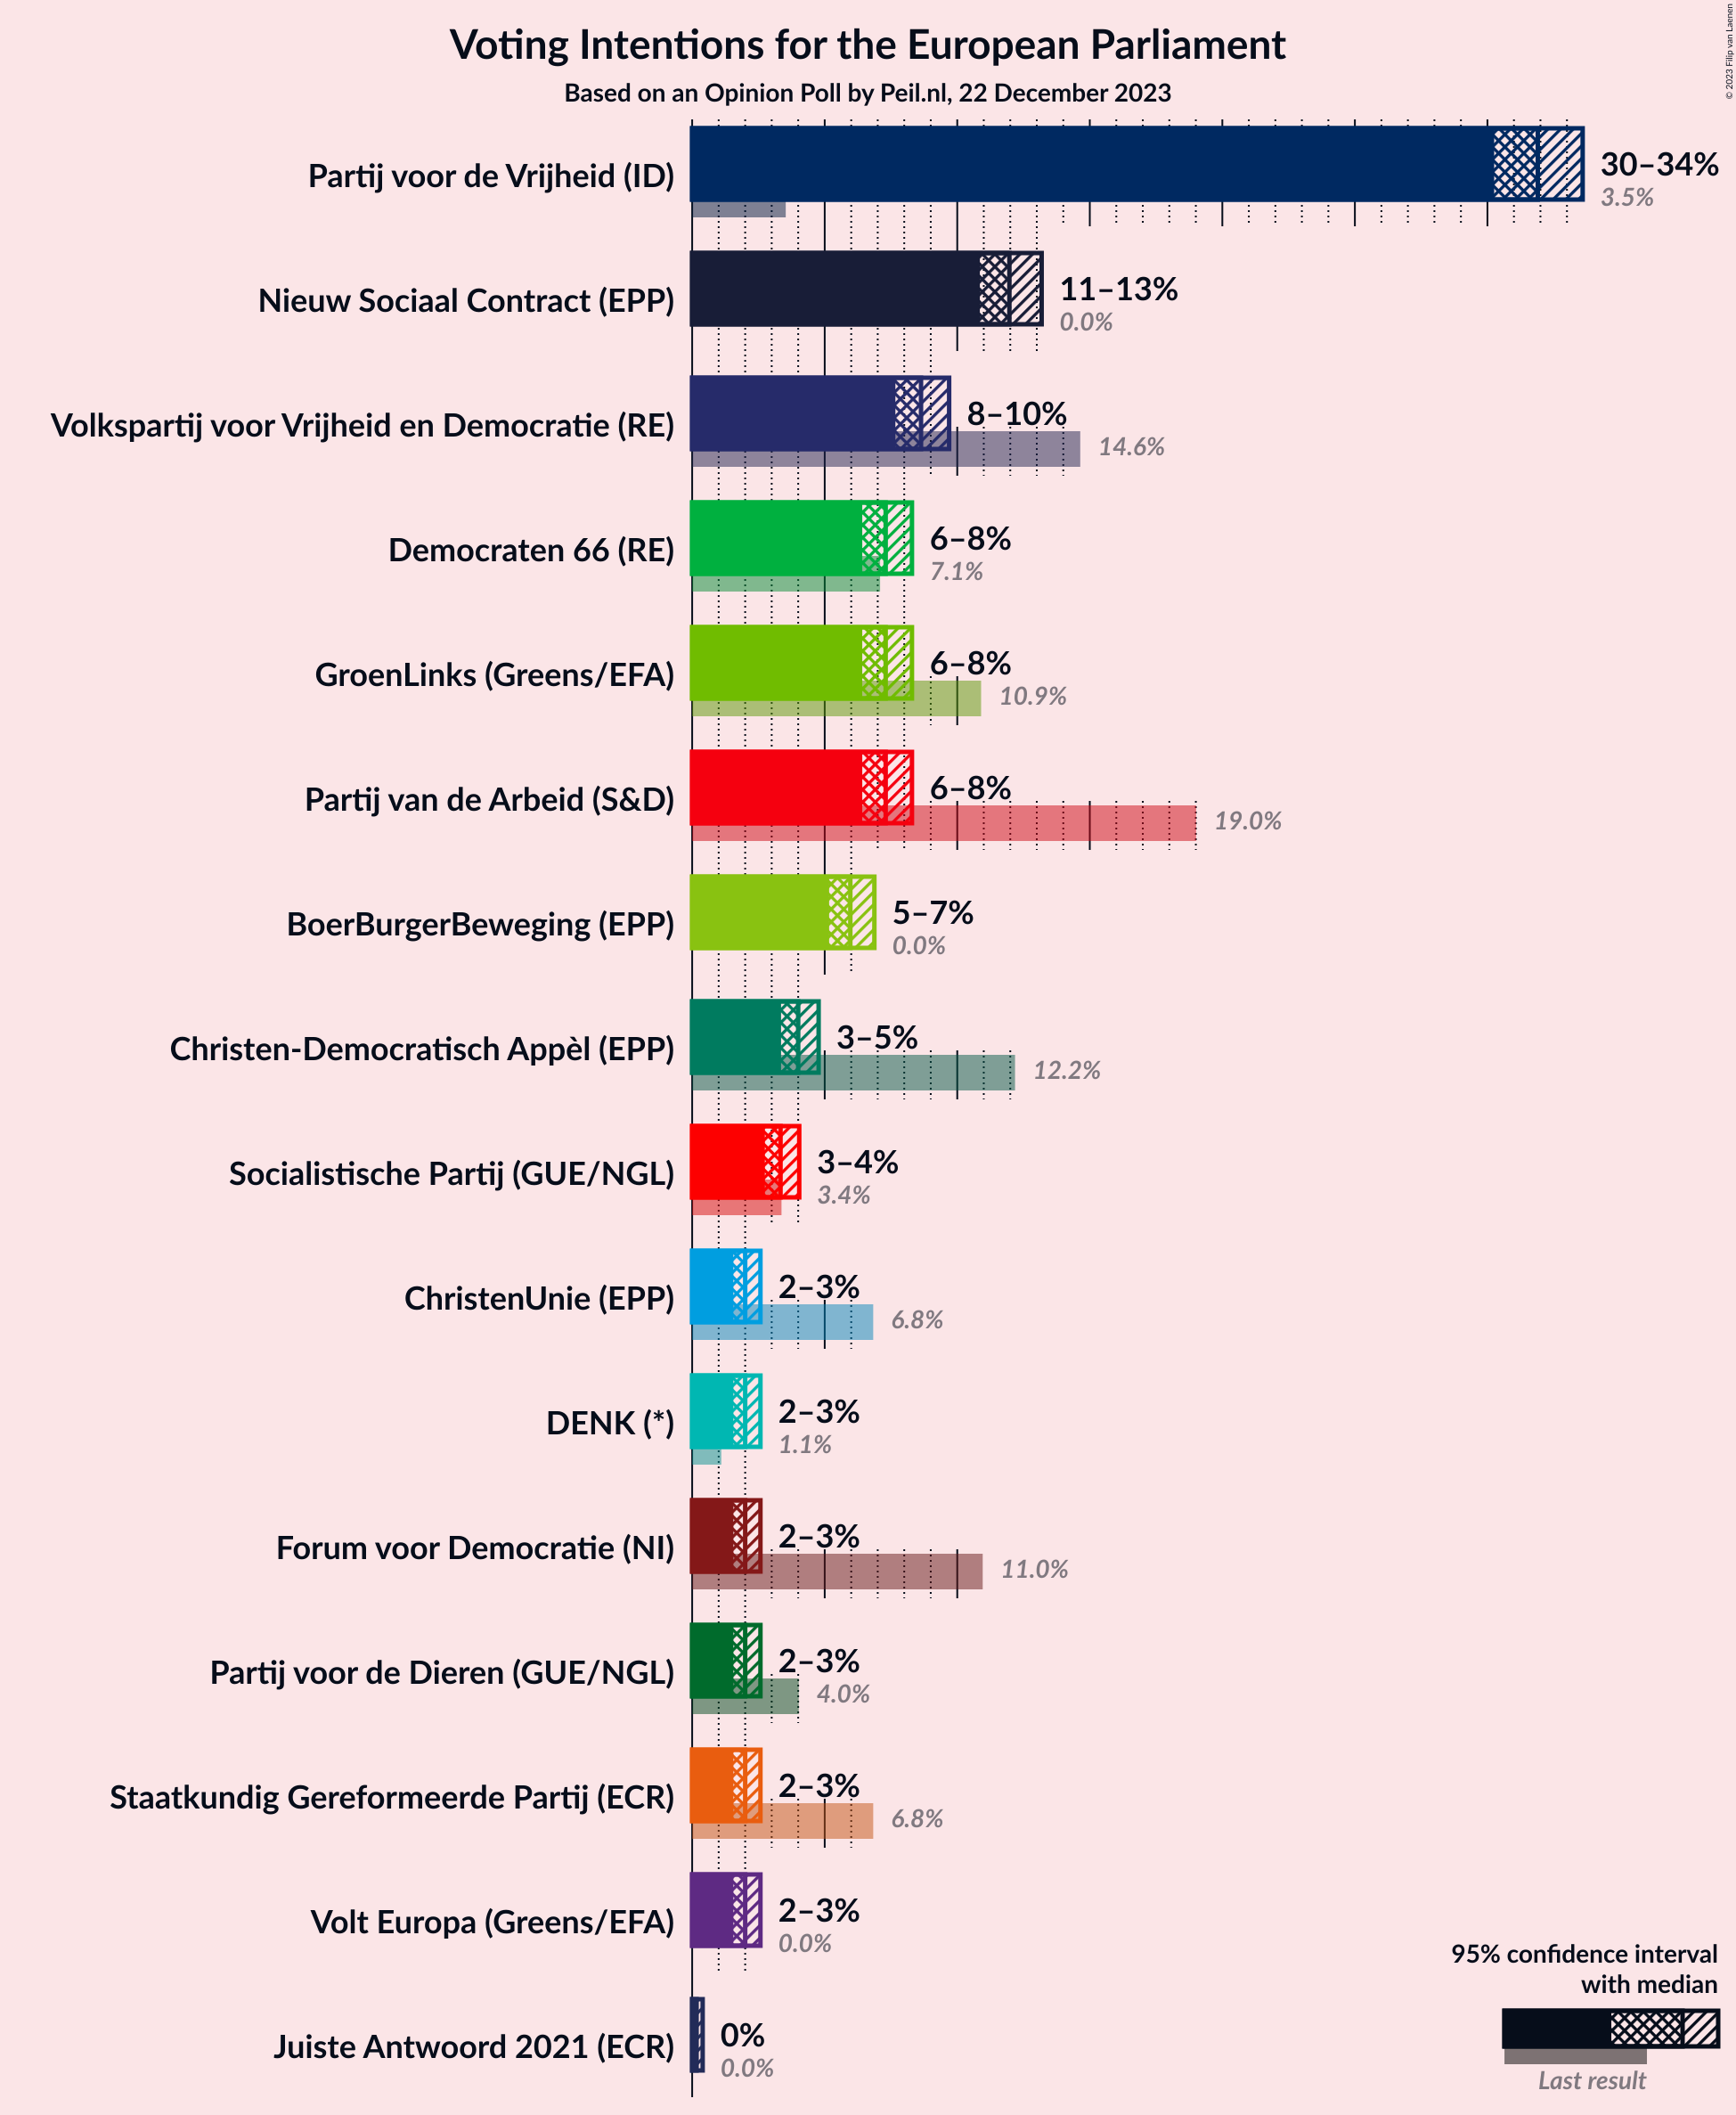 Voting Intentions for the European Parliament
Based on an Opinion Poll by Peil.nl, 22 December 2023
© 2023 Filip van Laenen
Partij voor de Vrijheid (ID)
30–34%
3.5%
Nieuw Sociaal Contract (EPP)
11–13%
0.0%
Volkspartij voor Vrijheid en Democratie (RE)
8–10%
14.6%
Democraten 66 (RE)
6–8%
7.1%
GroenLinks (Greens/EFA)
6–8%
10.9%
Partij van de Arbeid (S&D)
6–8%
19.0%
BoerBurgerBeweging (EPP)
5–7%
0.0%
Christen-Democratisch Appèl (EPP)
3–5%
12.2%
Socialistische Partij (GUE/NGL)
3–4%
3.4%
ChristenUnie (EPP)
2–3%
6.8%
DENK (*)
2–3%
1.1%
Forum voor Democratie (NI)
2–3%
11.0%
Partij voor de Dieren (GUE/NGL)
2–3%
4.0%
Staatkundig Gereformeerde Partij (ECR)
2–3%
6.8%
Volt Europa (Greens/EFA)
2–3%
0.0%
Juiste Antwoord 2021 (ECR)
0%
0.0%
95% confidence interval
with median
Last result